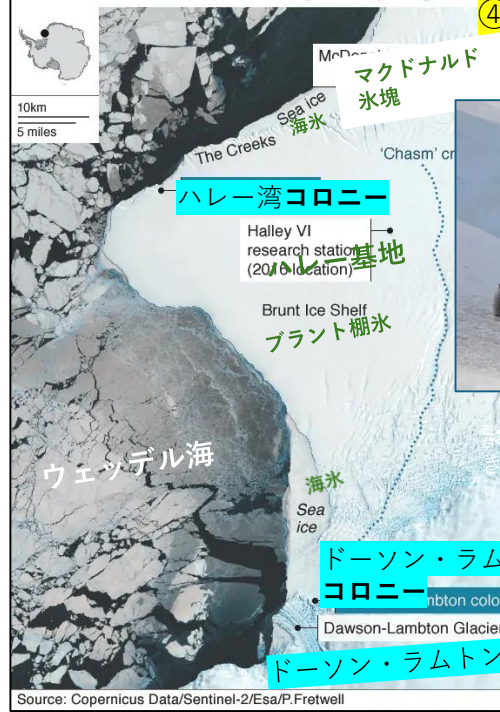 ④
マクドナルド
氷塊
10km
5 miles
Sea ice
海氷
The Creeks
'Chasm'
ハレー湾コロニー
Halley VI
research station
(2016 location)
ハレー基地
Brunt Ice Shelf
ブラント棚氷
ウェッデル海
海氷
Sea
ice
ドーソン・ラム
コロニー
Dawson-Lambton Glacier
ドーソン・ラムトン
Source: Copernicus Data/Sentinel-2/Esa/P.Fretwell